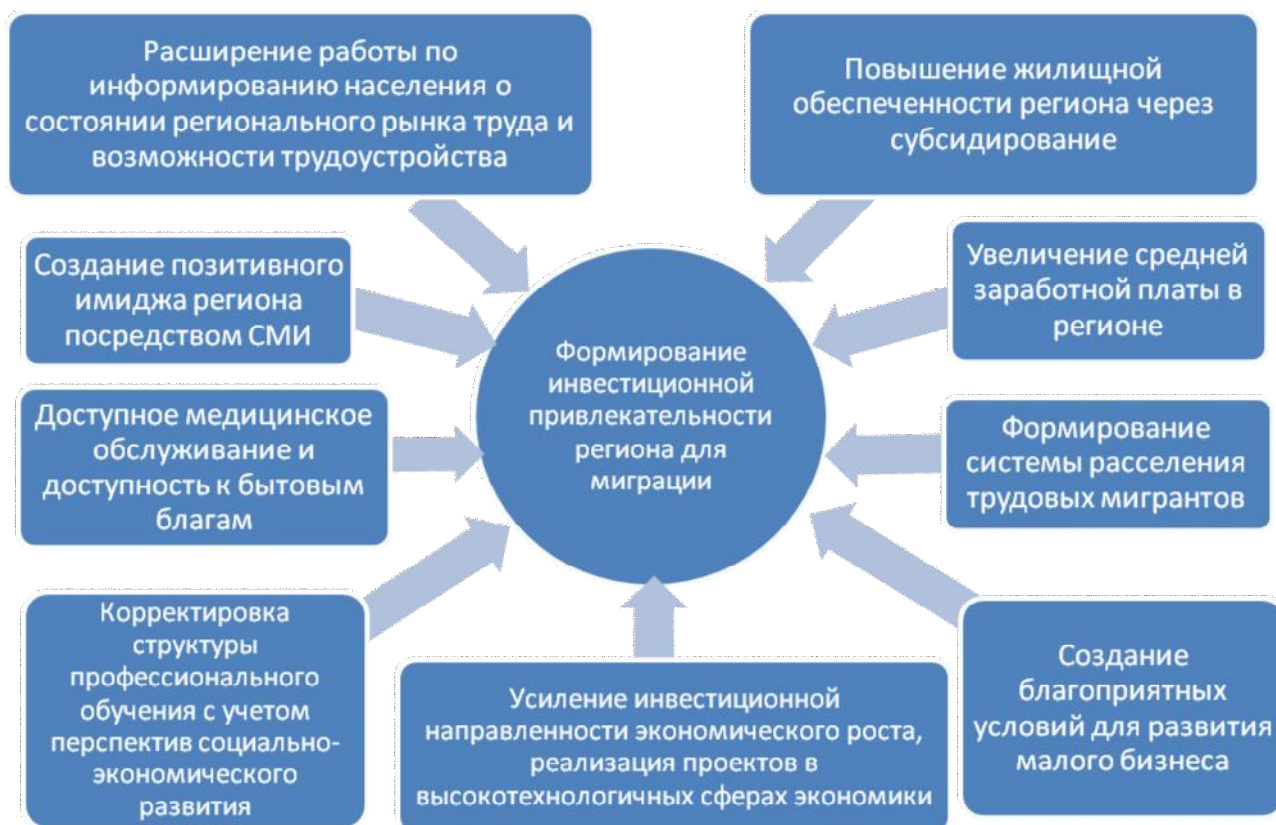 Расширение работы по
информированию населения о
состоянии регионального рынка труда и
возможности трудоустройства
Повышение жилищной
обеспеченности региона через
субсидирование
Создание позитивного
имиджа региона
посредством СМИ
Увеличение средней
заработной платы в
регионе
Формирование
инвестиционной
привлекательности
региона для
миграции
Доступное медицинское
обслуживание и
доступность к бытовым
благам
Формирование
системы расселения
трудовых мигрантов
Корректировка
структуры
профессионального
обучения с учетом
перспектив социально-
экономического
развития
Усиление инвестиционной
направленности экономического роста,
реализация проектов в
высокотехнологичных сферах экономики
Создание
благоприятных
условий для развития
малого бизнеса